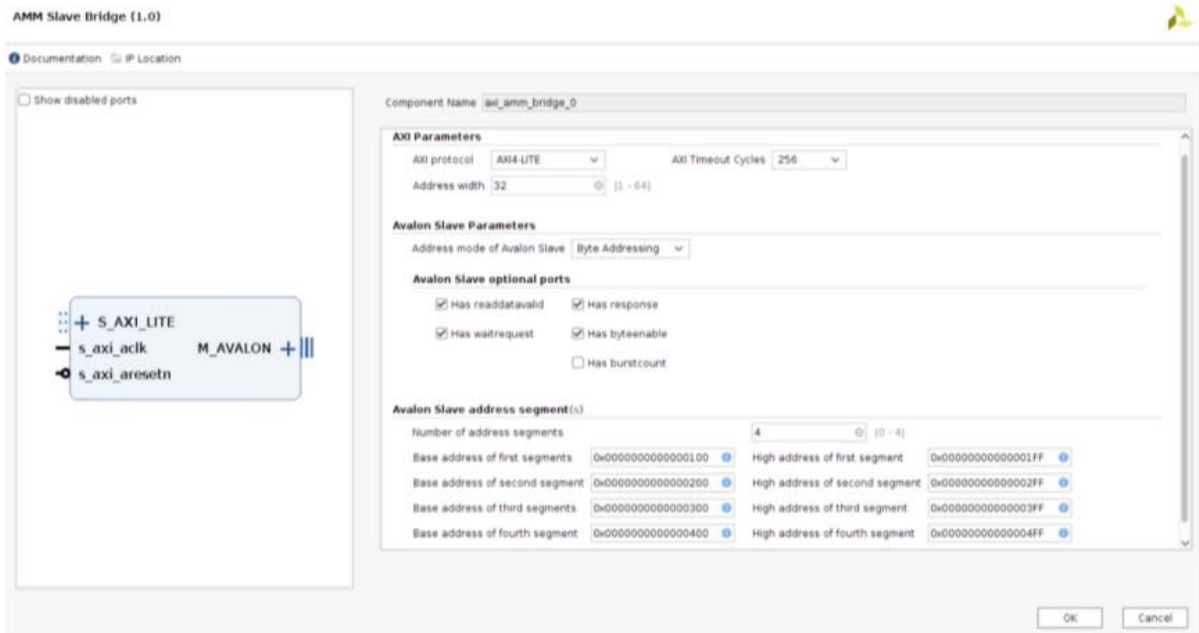 AMM Slave Bridge (1.0)
Documentation IP Location
Show disabled ports
S_AXI_LITE
s_axi_aclk M_AVALON
s_axi_aresetn
Component Name axi_amm_bridge_0
AXI Parameters
AXI protocol AXI4-LITE AXI Timeout Cycles 256
Address width 32 [1 - 64]
Avalon Slave Parameters
Address mode of Avalon Slave Byte Addressing
Avalon Slave optional ports
Has readdatavalid Has response
Has waitrequest Has byteenable
Has burstcount
Avalon Slave address segment(s)
Number of address segments 4 [0 - 4]
Base address of first segments 0x0000000000000100 High address of first segment 0x00000000000001FF
Base address of second segment 0x0000000000000200 High address of second segment 0x00000000000002FF
Base address of third segments 0x0000000000000300 High address of third segment 0x00000000000003FF
Base address of fourth segment 0x0000000000000400 High address of fourth segment 0x00000000000004FF
OK Cancel